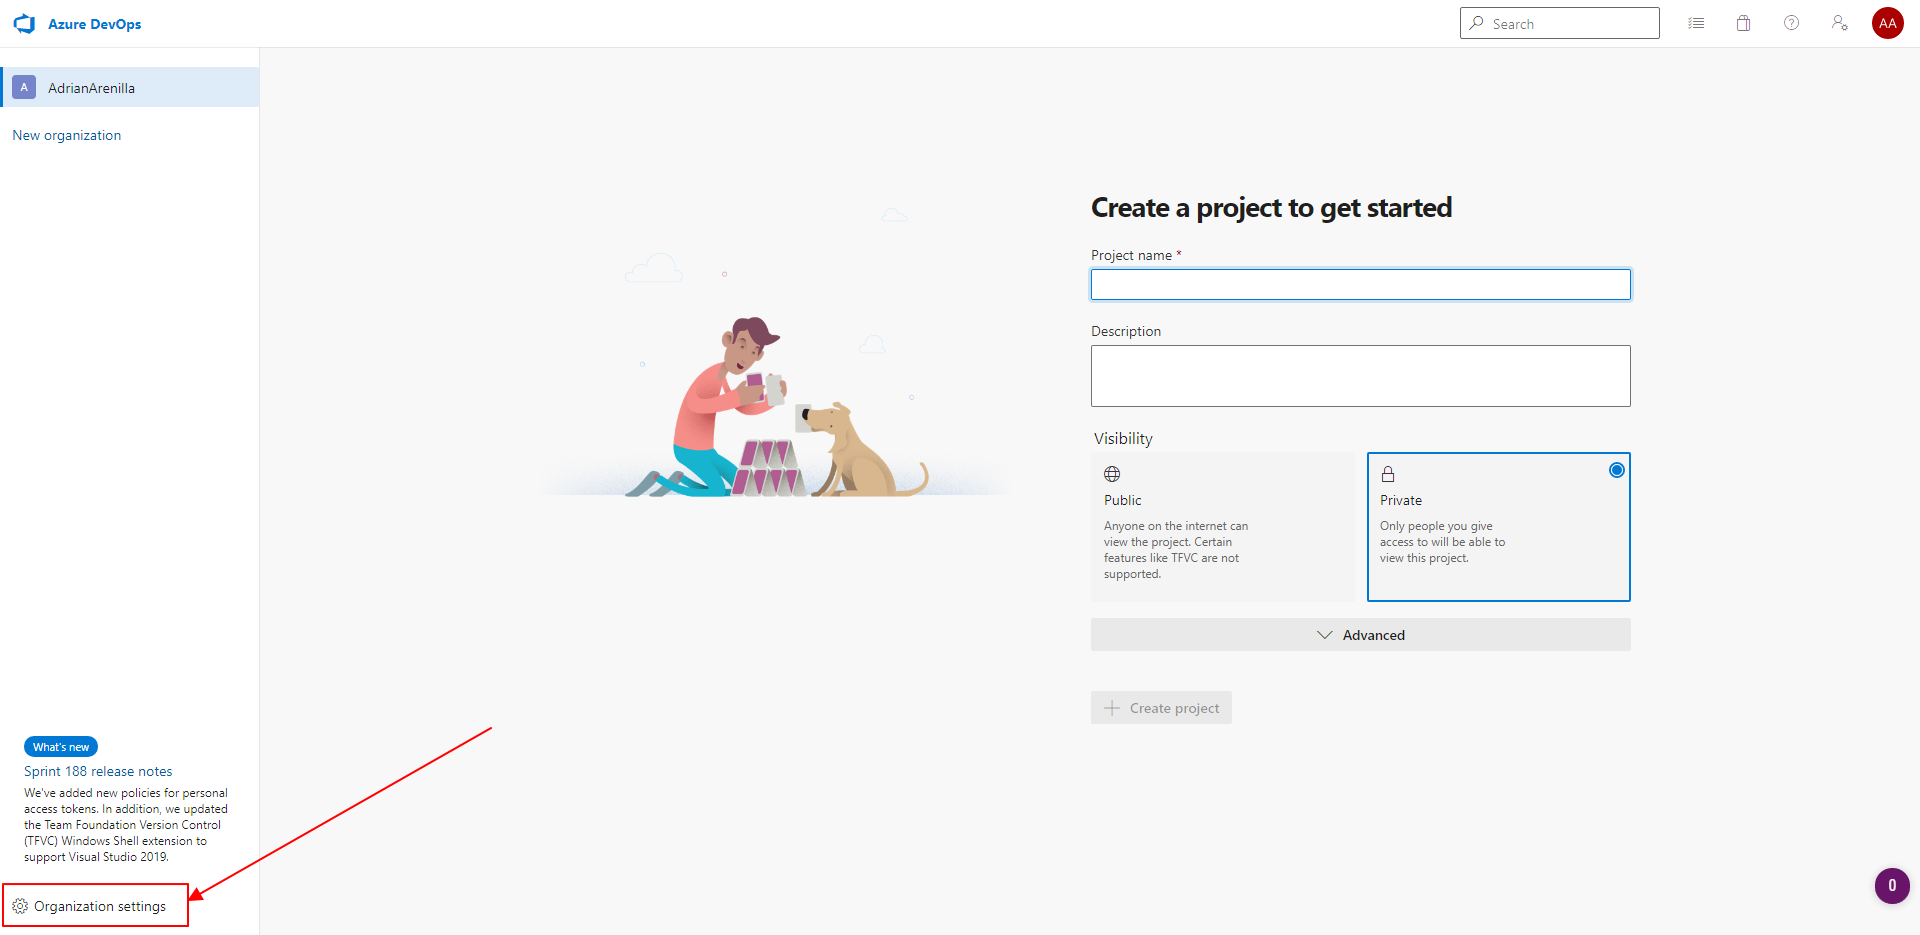 Azure DevOps
Search
AA
A AdrianArenilla
New organization
Create a project to get started
Project name *
Description
Visibility
Public
Anyone on the internet can
view the project. Certain
features like TFVC are not
supported.
Private
Only people you give
access to will be able to
view this project.
Advanced
Create project
What's new
Sprint 188 release notes
We've added new policies for personal
access tokens. In addition, we updated
the Team Foundation Version Control
(TFVC) Windows Shell extension to
support Visual Studio 2019.
Organization settings
0